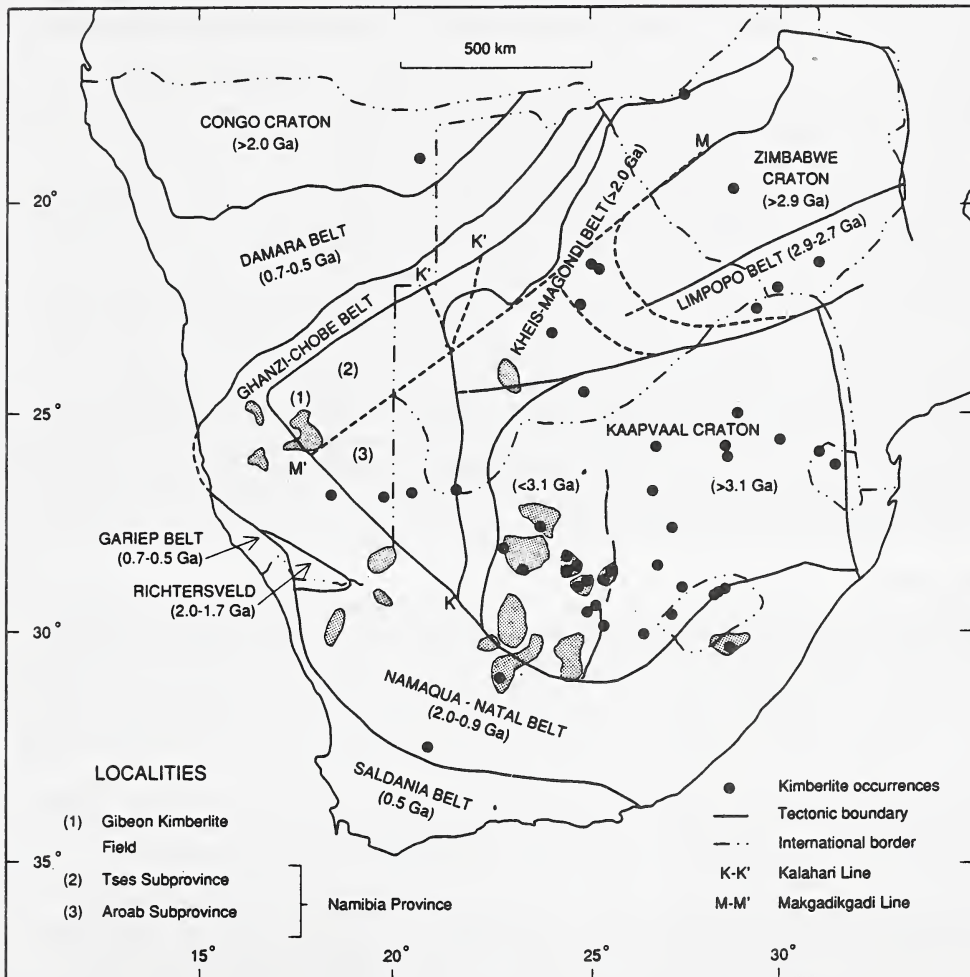 500 km
CONGO CRATON
(>2.0 Ga)
M
ZIMBABWE
CRATON
(>2.9 Ga)
20°
DAMARA BELT
(0.7-0.5 Ga)
K'
K'
KHEIS-MAGONDI BELT (>2.0 Ga)
LIMPOPO BELT (2.9-2.7 Ga)
GHANZI-CHOBE BELT
(2)
(1)
25°
KAAPVAAL CRATON
M'
(3)
(<3.1 Ga)
(>3.1 Ga)
GARIEP BELT
(0.7-0.5 Ga)
RICHTERSVELD
(2.0-1.7 Ga)
K
30°
NAMAQUA - NATAL BELT
(2.0-0.9 Ga)
SALDANIA BELT
(0.5 Ga)
LOCALITIES
(1) Gibeon Kimberlite
Field
(2) Tses Subprovince
(3) Aroab Subprovince
Namibia Province
Kimberlite occurrences
Tectonic boundary
International border
K-K' Kalahari Line
M-M' Makgadikgadi Line
35°
15°
20°
25°
30°